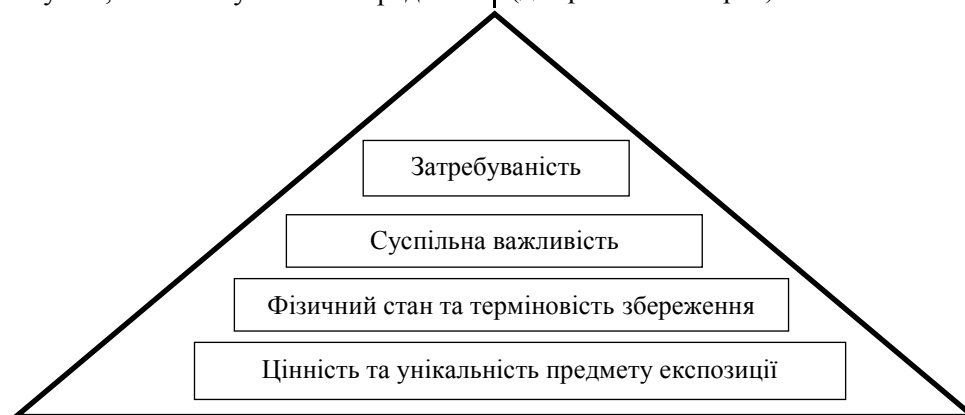 Затребуваність
Суспільна важливість
Фізичний стан та терміновість збереження
Цінність та унікальність предмету експозиції